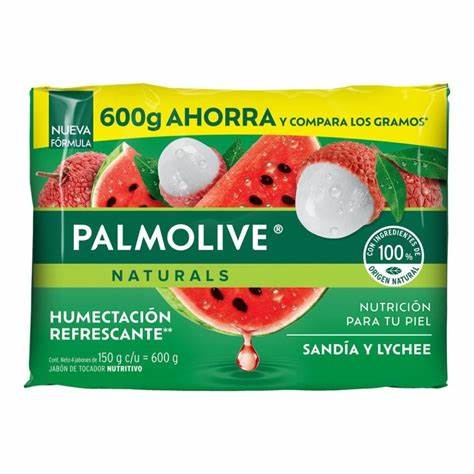 NUEVA
FÓRMULA
600g AHORRA Y COMPARA LOS GRAMOS*
PALMOLIVE®
NATURALS
CON INGREDIENTES
100%
ORIGEN NATURAL
HUMECTACIÓN
REFRESCANTE**
Cont. Neto 4 jabones de 150 g c/u = 600 g
JABÓN DE TOCADOR NUTRITIVO
NUTRICIÓN
PARA TU PIEL
SANDÍA Y LYCHEE